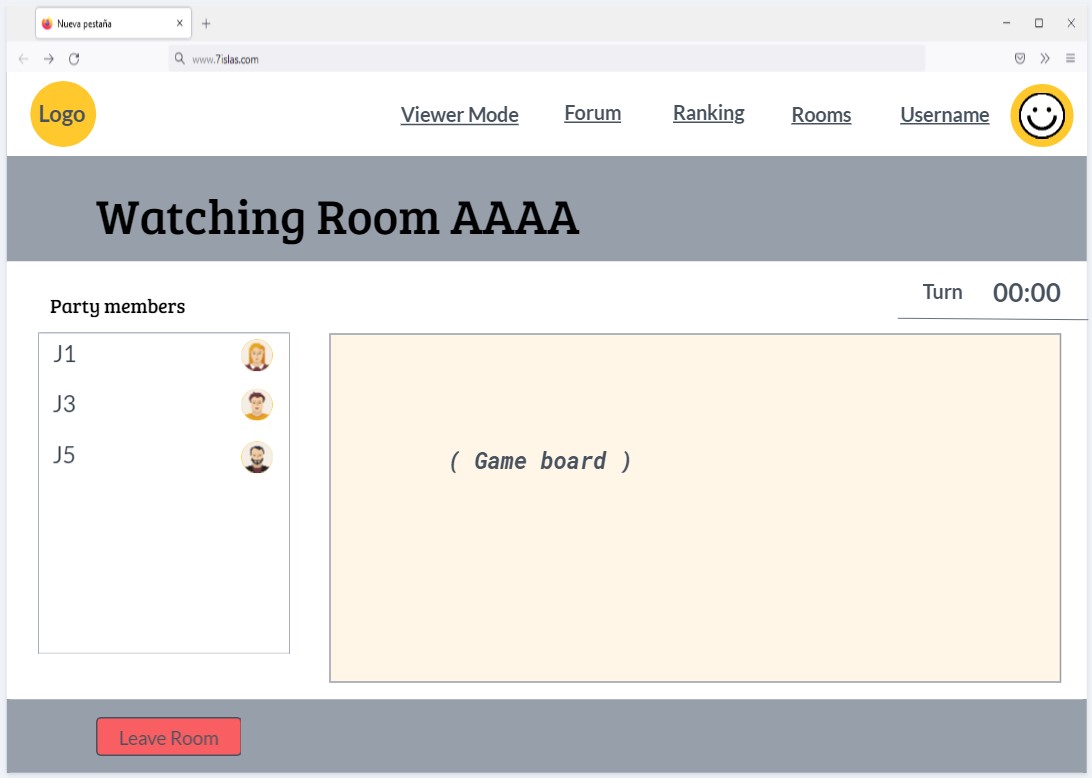 Nueva pestaña
www.7islas.com
Logo
Viewer Mode Forum Ranking Rooms Username
Watching Room AAAA
Turn 00:00
Party members
J1
J3
J5
( Game board )
Leave Room